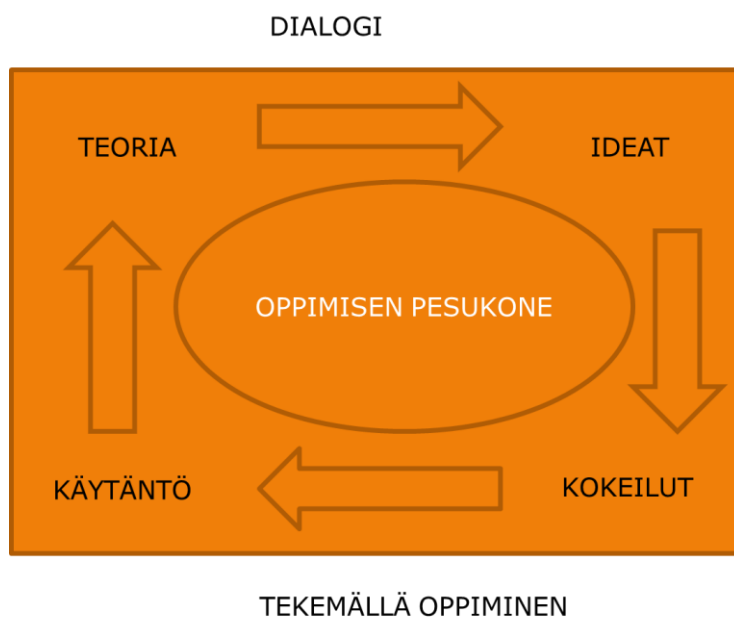 DIALOGI
TEORIA
IDEAT
OPPIMISEN PESUKONE
KÄYTÄNTÖ
KOKEILUT
TEKEMÄLLÄ OPPIMINEN